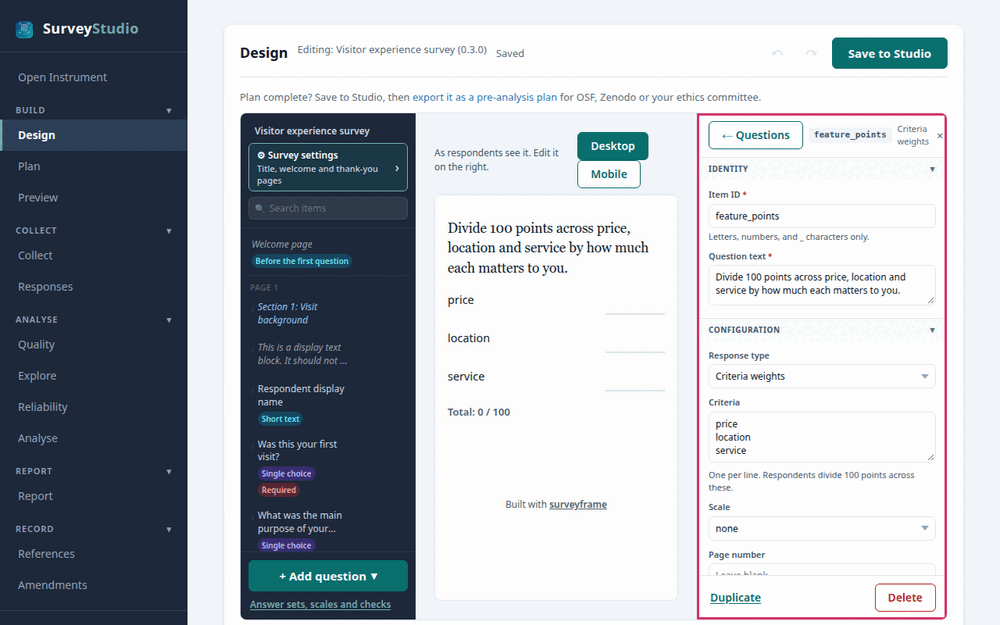 SurveyStudio
Open Instrument
BUILD
Design
Plan
Preview
COLLECT
Collect
Responses
ANALYSE
Quality
Explore
Reliability
Analyse
REPORT
Report
RECORD
References
Amendments
Design
Editing: Visitor experience survey (0.3.0)
Saved
Save to Studio
Plan complete? Save to Studio, then export it as a pre-analysis plan for OSF, Zenodo or your ethics committee.
Visitor experience survey
Survey settings
Title, welcome and thank-you
pages
Search items
Welcome page
Before the first question
PAGE 1
Section 1: Visit
background
This is a display text
block. It should not ...
Respondent display
name
Short text
Was this your first
visit?
Single choice
Required
What was the main
purpose of your...
Single choice
+ Add question ▾
Answer sets, scales and checks
As respondents see it. Edit it
on the right.
Desktop
Mobile
Divide 100 points across price,
location and service by how much
each matters to you.
price
location
service
Total: 0 / 100
Built with surveyframe
← Questions
feature_points
Criteria
weights
×
IDENTITY
Item ID *
feature_points
Letters, numbers, and _ characters only.
Question text *
Divide 100 points across price, location and
service by how much each matters to you.
CONFIGURATION
Response type
Criteria weights
Criteria
price
location
service
One per line. Respondents divide 100 points across
these.
Scale
none
Page number
Leave blank
Duplicate
Delete